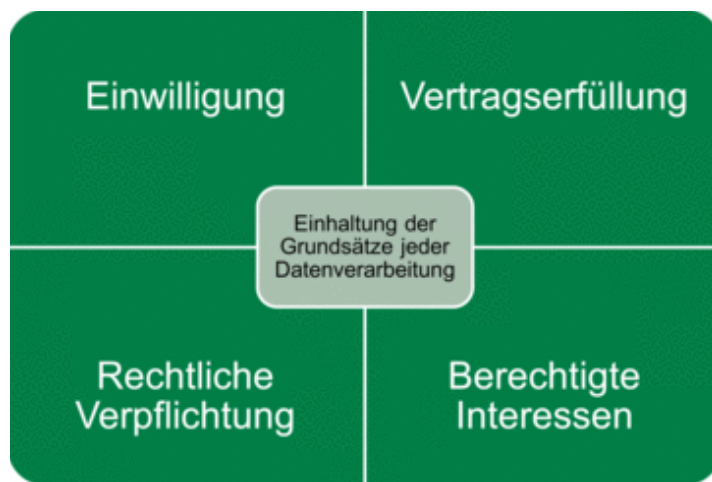 Einwilligung
Vertragserfüllung
Einhaltung der
Grundsätze jeder
Datenverarbeitung
Rechtliche
Verpflichtung
Berechtigte
Interessen